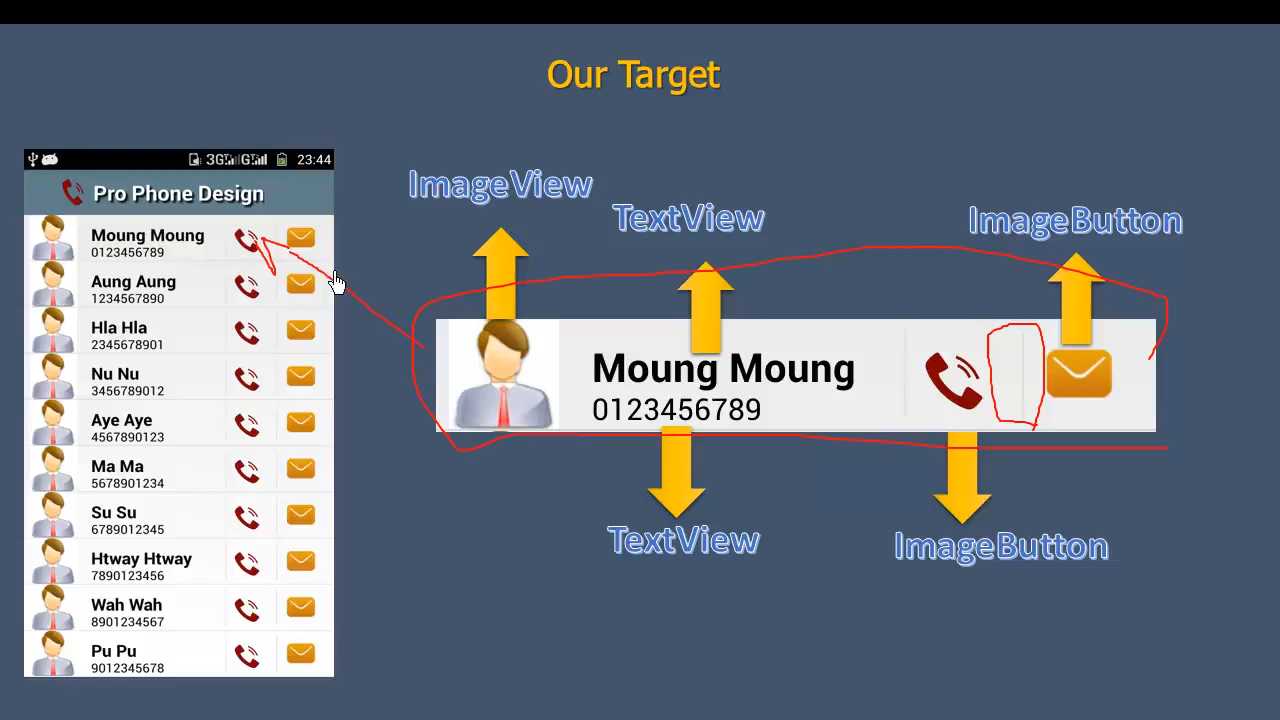 Our Target
3G G 23:44
Pro Phone Design
Moung Moung
0123456789
Aung Aung
1234567890
Hla Hla
2345678901
Nu Nu
3456789012
Aye Aye
4567890123
Ma Ma
5678901234
Su Su
6789012345
Htway Htway
7890123456
Wah Wah
8901234567
Pu Pu
9012345678
ImageView
TextView
ImageButton
Moung Moung
0123456789
TextView
ImageButton